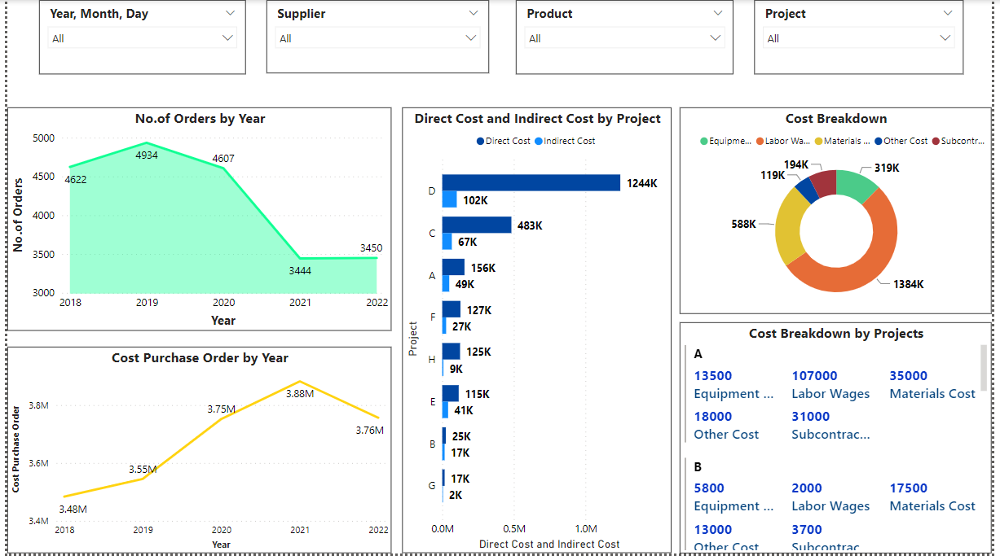 Year, Month, Day
All
Supplier
All
Product
All
Project
All
No.of Orders by Year
5000
4500
4000
3500
3000
No.of Orders
4622
4934
4607
3444
3450
2018 2019 2020 2021 2022
Year
Cost Purchase Order by Year
3.8M
3.6M
3.4M
Cost Purchase Order
3.48M
3.55M
3.75M
3.88M
3.76M
2018 2019 2020 2021 2022
Year
Direct Cost and Indirect Cost by Project
Direct Cost Indirect Cost
Project
D 1244K
102K
C 483K
67K
A 156K
49K
F 127K
27K
H 125K
9K
E 115K
41K
B 25K
17K
G 17K
2K
0.0M 0.5M 1.0M
Direct Cost and Indirect Cost
Cost Breakdown
Equipme... Labor Wa... Materials ... Other Cost Subcontr...
194K
319K
119K
588K
1384K
Cost Breakdown by Projects
A
13500 107000 35000
Equipment ... Labor Wages Materials Cost
18000 31000
Other Cost Subcontrac...
B
5800 2000 17500
Equipment ... Labor Wages Materials Cost
13000 3700
Other Cost Subcontrac